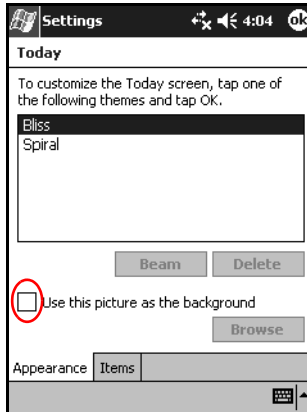 Settings 4:04 ok
Today
To customize the Today screen, tap one of
the following themes and tap OK.
Bliss
Spiral
Beam Delete
Use this picture as the background
Browse
Appearance Items